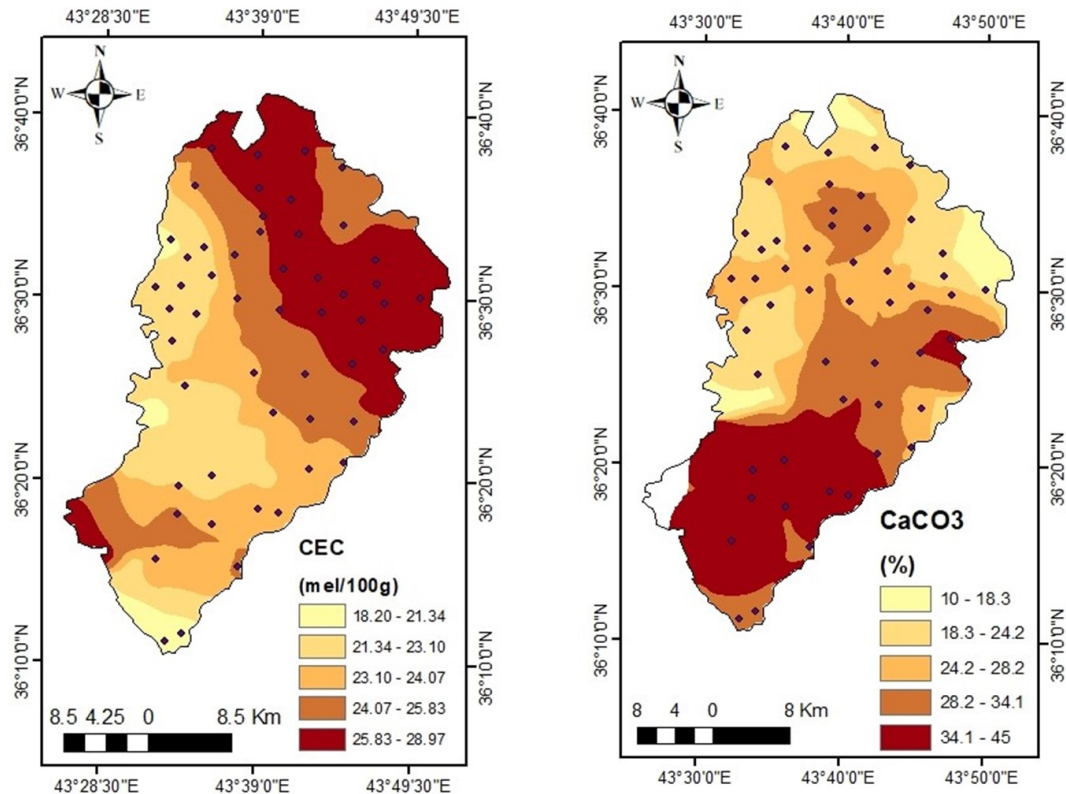 43°28'30"E 43°39'0"E 43°49'30"E
N
W E
S
36°40'0"N
36°30'0"N
36°20'0"N
36°10'0"N
36°40'0"N
36°30'0"N
36°20'0"N
36°10'0"N
CEC
(mel/100g)
18.20 - 21.34
21.34 - 23.10
23.10 - 24.07
24.07 - 25.83
25.83 - 28.97
8.5 4.25 0 8.5 Km
43°28'30"E 43°39'0"E 43°49'30"E
43°30'0"E 43°40'0"E 43°50'0"E
N
W E
S
36°40'0"N
36°30'0"N
36°20'0"N
36°10'0"N
36°40'0"N
36°30'0"N
36°20'0"N
36°10'0"N
CaCO3
(%)
10 - 18.3
18.3 - 24.2
24.2 - 28.2
28.2 - 34.1
34.1 - 45
8 4 0 8 Km
43°30'0"E 43°40'0"E 43°50'0"E